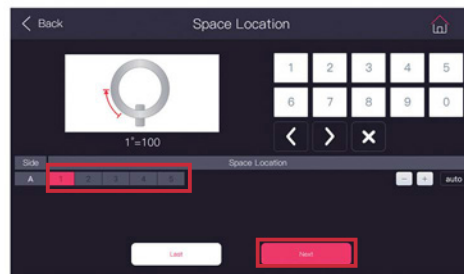 Back
Space Location
1 2 3 4 5
6 7 8 9 0
1°=100
Side Space Location
A 1 2 3 4 5 - + auto
Last
Next